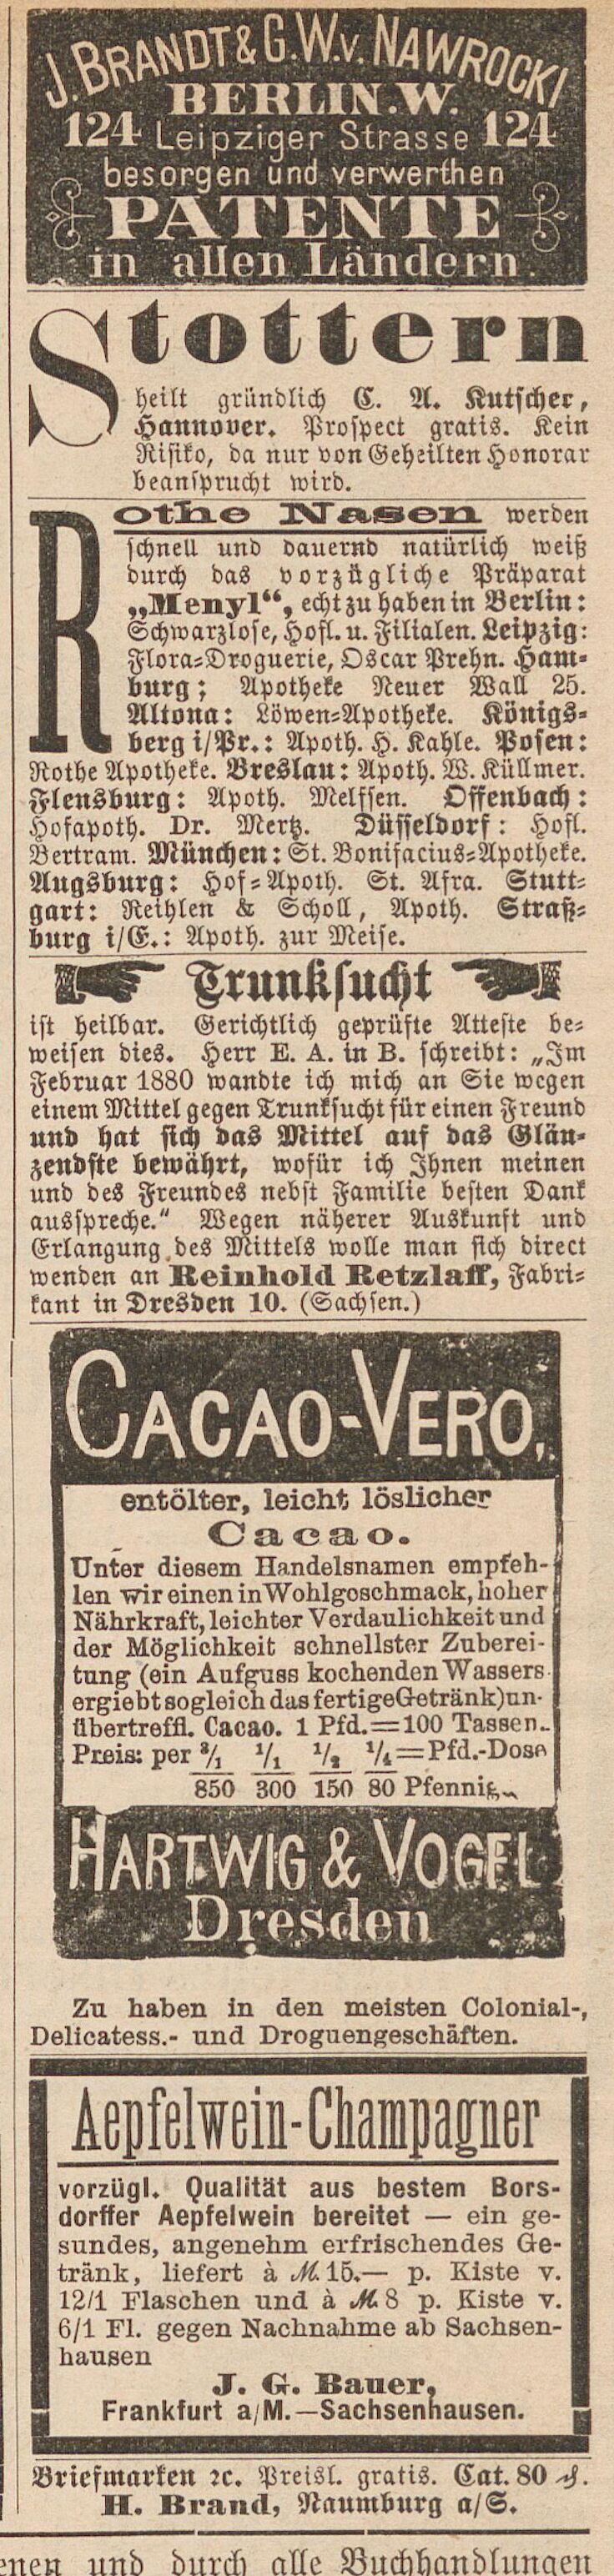 J. BRANDT & G. W. v. NAWROCKI
BERLIN. W.
124 Leipziger Strasse 124
besorgen und verwerthen
PATENTE
in allen Ländern.
Stottern
heilt gründlich C. A. Kutscher,
Hannover. Prospect gratis. Kein
Risiko, da nur von Geheilten Honorar
beansprucht wird.
Rothe Nasen werden
schnell und dauernd natürlich weiß
durch das vorzügliche Präparat
„Menyl“, echt zu haben in Berlin:
Schwarzlose, Hofl. u. Filialen. Leipzig:
Flora-Droguerie, Oscar Prehn. Ham-
burg; Apotheke Neuer Wall 25.
Altona: Löwen-Apotheke. Königs-
berg i/Pr.: Apoth. H. Kahle. Posen:
Rothe Apotheke. Breslau: Apoth. W. Küllmer.
Flensburg: Apoth. Melfsen. Offenbach:
Hofapoth. Dr. Mertz. Düsseldorf: Hofl.
Bertram. München: St. Bonifacius-Apotheke.
Augsburg: Hof-Apoth. St. Afra. Stutt-
gart: Reihlen & Scholl, Apoth. Straß-
burg i/E.: Apoth. zur Meise.
Trunksucht
ist heilbar. Gerichtlich geprüfte Atteste be-
weisen dies. Herr E. A. in B. schreibt: „Im
Februar 1880 wandte ich mich an Sie wegen
einem Mittel gegen Trunksucht für einen Freund
und hat sich das Mittel auf das Glän-
zendste bewährt, wofür ich Ihnen meinen
und des Freundes nebst Familie besten Dank
ausspreche.“ Wegen näherer Auskunft und
Erlangung des Mittels wolle man sich direct
wenden an Reinhold Retzlaff, Fabri-
kant in Dresden 10. (Sachsen.)
CACAO-VERO,
entölter, leicht löslicher
Cacao.
Unter diesem Handelsnamen empfeh-
len wir einen in Wohlgeschmack, hoher
Nährkraft, leichter Verdaulichkeit und
der Möglichkeit schnellster Zuberei-
tung (ein Aufguss kochenden Wassers
ergiebt sogleich das fertige Getränk) un-
übertreffl. Cacao. 1 Pfd.=100 Tassen.
Preis: per 3/1 1/1 1/2 1/4=Pfd.-Dose
850 300 150 80 Pfennig.
HARTWIG & VOGEL
Dresden
Zu haben in den meisten Colonial-,
Delicatess.- und Droguengeschäften.
Aepfelwein-Champagner
vorzügl. Qualität aus bestem Bors-
dorffer Aepfelwein bereitet — ein ge-
sundes, angenehm erfrischendes Ge-
tränk, liefert à M. 15.— p. Kiste v.
12/1 Flaschen und à M. 8 p. Kiste v.
6/1 Fl. gegen Nachnahme ab Sachsen-
hausen
J. G. Bauer,
Frankfurt a/M.—Sachsenhausen.
Briefmarken ꝛc. Preisl. gratis. Cat. 80 ₰.
H. Brand, Naumburg a/S.
enen und durch alle Buchhandlungen